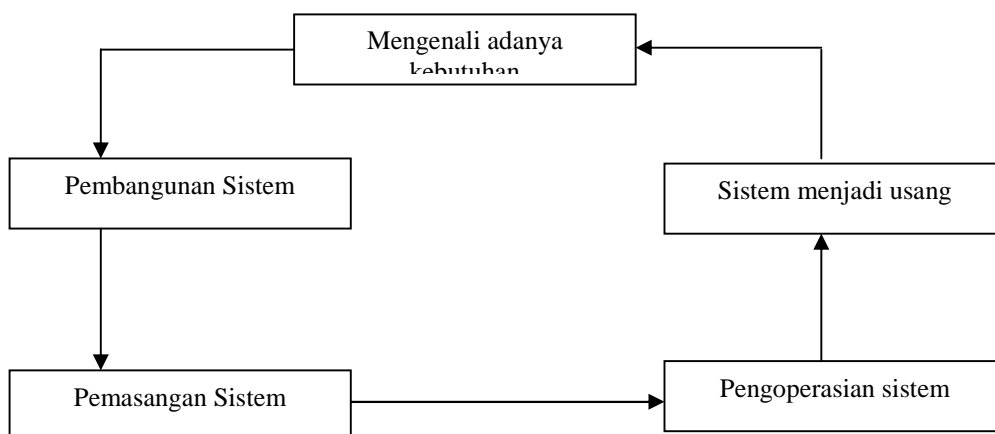 Mengenali adanya
kebutuhan
Pembangunan Sistem
Sistem menjadi usang
Pemasangan Sistem
Pengoperasian sistem